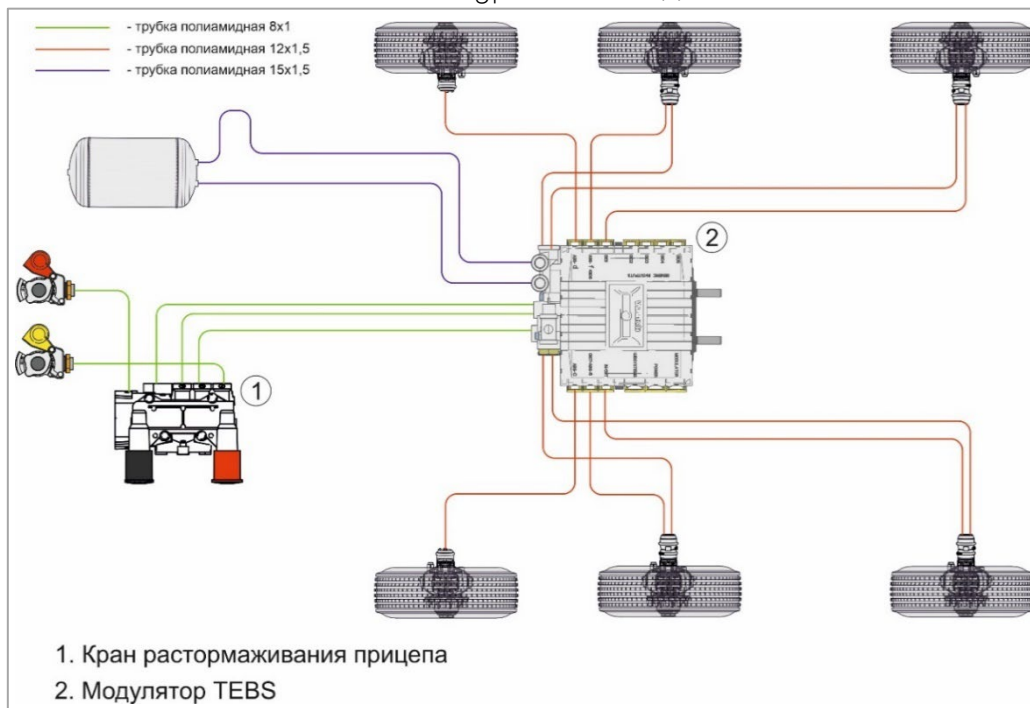 - трубка полиамидная 8х1
- трубка полиамидная 12х1,5
- трубка полиамидная 15х1,5
2
1
1. Кран растормаживания прицепа
2. Модулятор TEBS